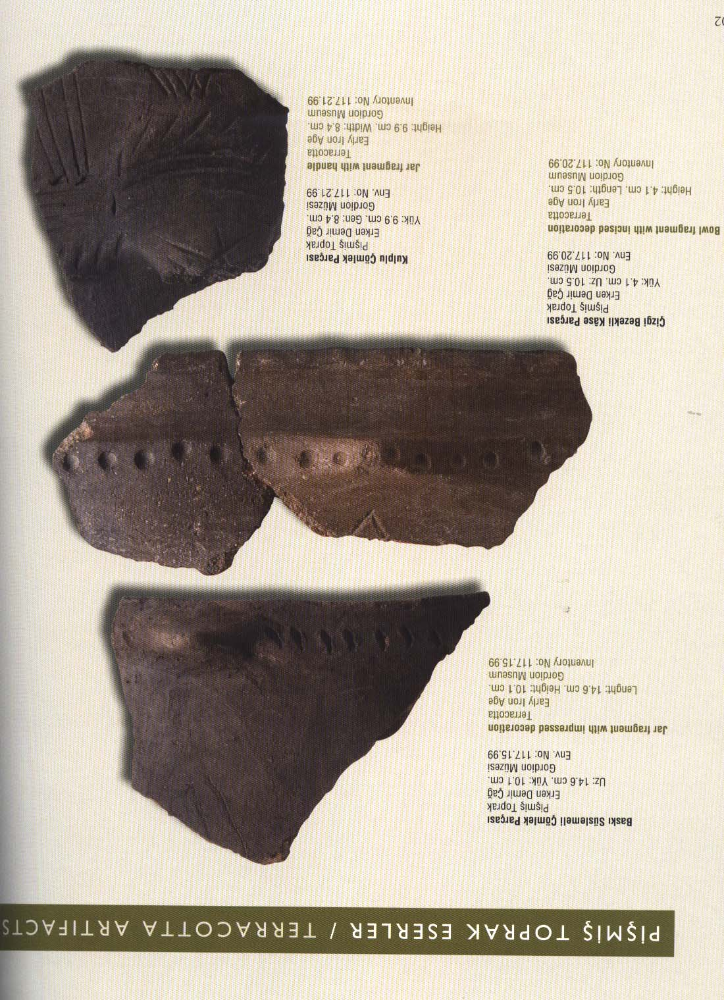 PİŞMİŞ TOPRAK ESERLER / TERRACOTTA ARTIFACTS
Baskı Süslemeli Çömlek Parçası
Pişmiş Toprak
Erken Demir Çağ
Uz: 14.6 cm. Yük: 10.1 cm.
Gordion Müzesi
Env. No: 117.15.99
Jar fragment with impressed decoration
Terracotta
Early Iron Age
Lenght: 14.6 cm. Height: 10.1 cm.
Gordion Museum
Inventory No: 117.15.99
Çizgi Bezekli Kâse Parçası
Pişmiş Toprak
Erken Demir Çağ
Yük: 4.1 cm. Uz: 10.5 cm.
Gordion Müzesi
Env. No: 117.20.99
Bowl fragment with incised decoration
Terracotta
Early Iron Age
Height: 4.1 cm. Length: 10.5 cm.
Gordion Museum
Inventory No: 117.20.99
Kulplu Çömlek Parçası
Pişmiş Toprak
Erken Demir Çağ
Yük: 9.9 cm. Gen: 8.4 cm.
Gordion Müzesi
Env. No: 117.21.99
Jar fragment with handle
Terracotta
Early Iron Age
Height: 9.9 cm. Width: 8.4 cm.
Gordion Museum
Inventory No: 117.21.99